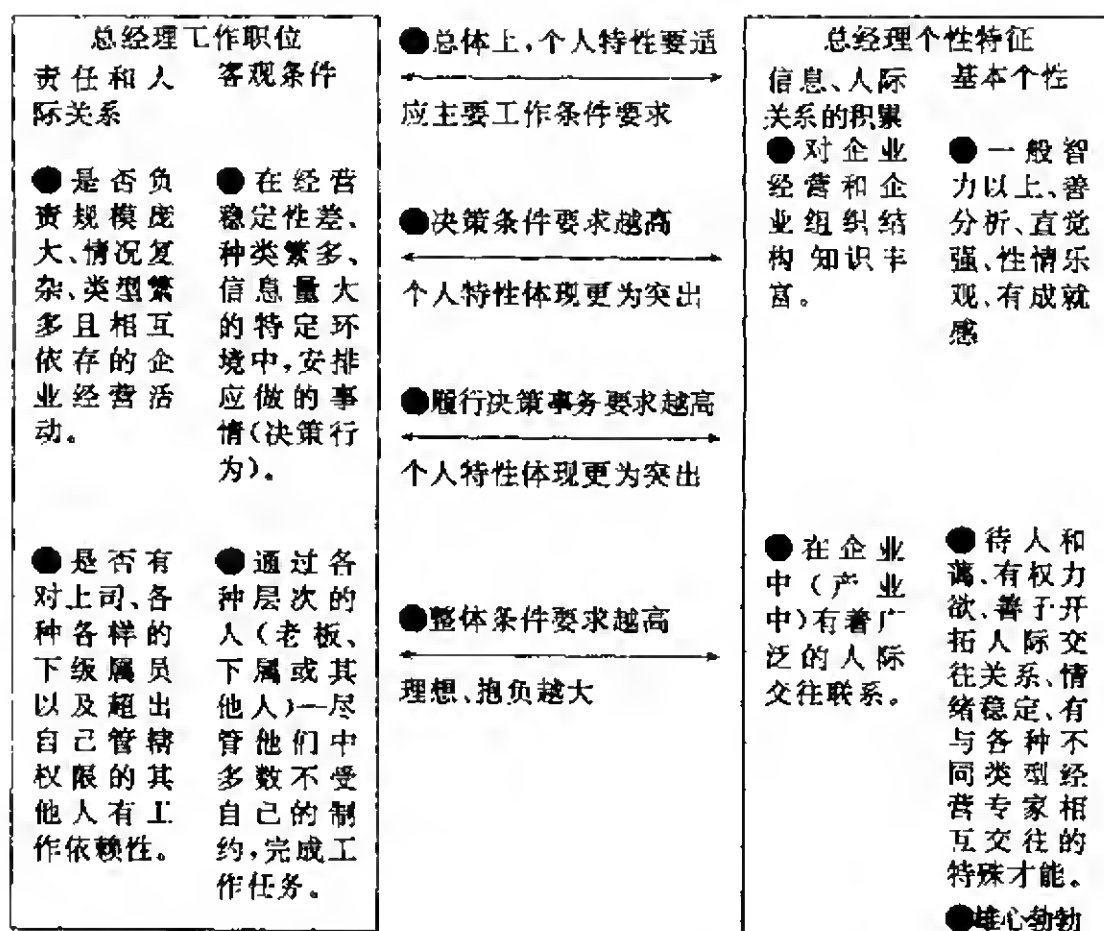 总经理工作职位
责任和人
际关系
●是否负
责规模庞
大、情况复
杂、类型繁
多且相互
依存的企
业经营活
动。
●是否有
对上司、各
种各样的
下级属员
以及超出
自己管辖
权限的其
他人有工
作依赖性。
客观条件
●在经营
稳定性差、
种类繁多、
信息量大
的特定环
境中,安排
应做的事
情(决策行
为)。
●通过各
种层次的
人(老板、
下属或其
他人)—尽
管他们中
多数不受
自己的制
约,完成工
作任务。
●总体上,个人特性要适
应主要工作条件要求
●决策条件要求越高
个人特性体现更为突出
●履行决策事务要求越高
个人特性体现更为突出
●整体条件要求越高
理想、抱负越大
总经理个性特征
信息、人际
关系的积累
●对企业
经营和企
业组织结
构知识丰
富。
●在企业
中(产业
中)有着广
泛的人际
交往联系。
基本个性
●一般智
力以上、善
分析、直觉
强、性情乐
观、有成就
感
●待人和
蔼、有权力
欲、善于开
拓人际交
往关系、情
绪稳定、有
与各种不
同类型经
营专家相
互交往的
特殊才能。
●雄心勃勃